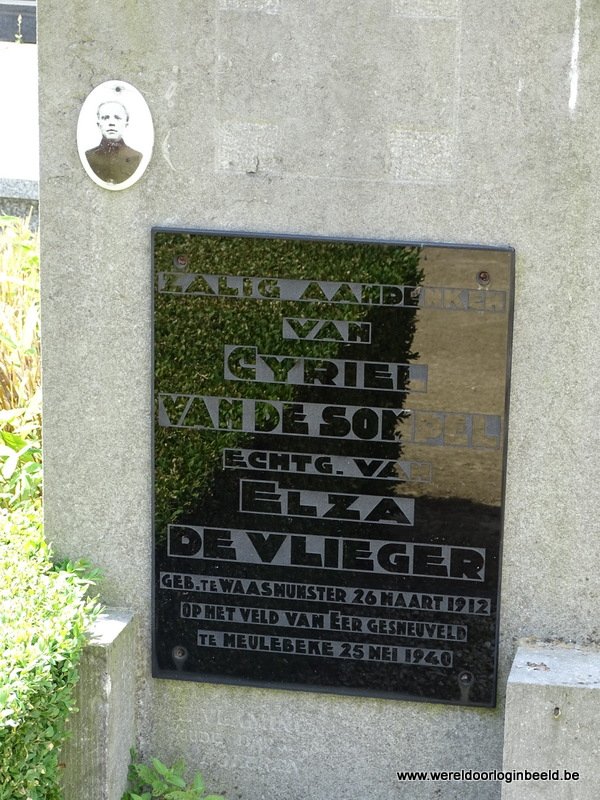 ZALIG AANDENKEN
VAN
CYRIEL
VAN DE SOMPEL
ECHTG. VAN
ELZA
DE VLIEGER
GEB. TE WAASMUNSTER 26 MAART 1912
OP HET VELD VAN EER GESNEUVELD
TE MEULEBEKE 25 MEI 1940
www.wereldoorloginbeeld.be